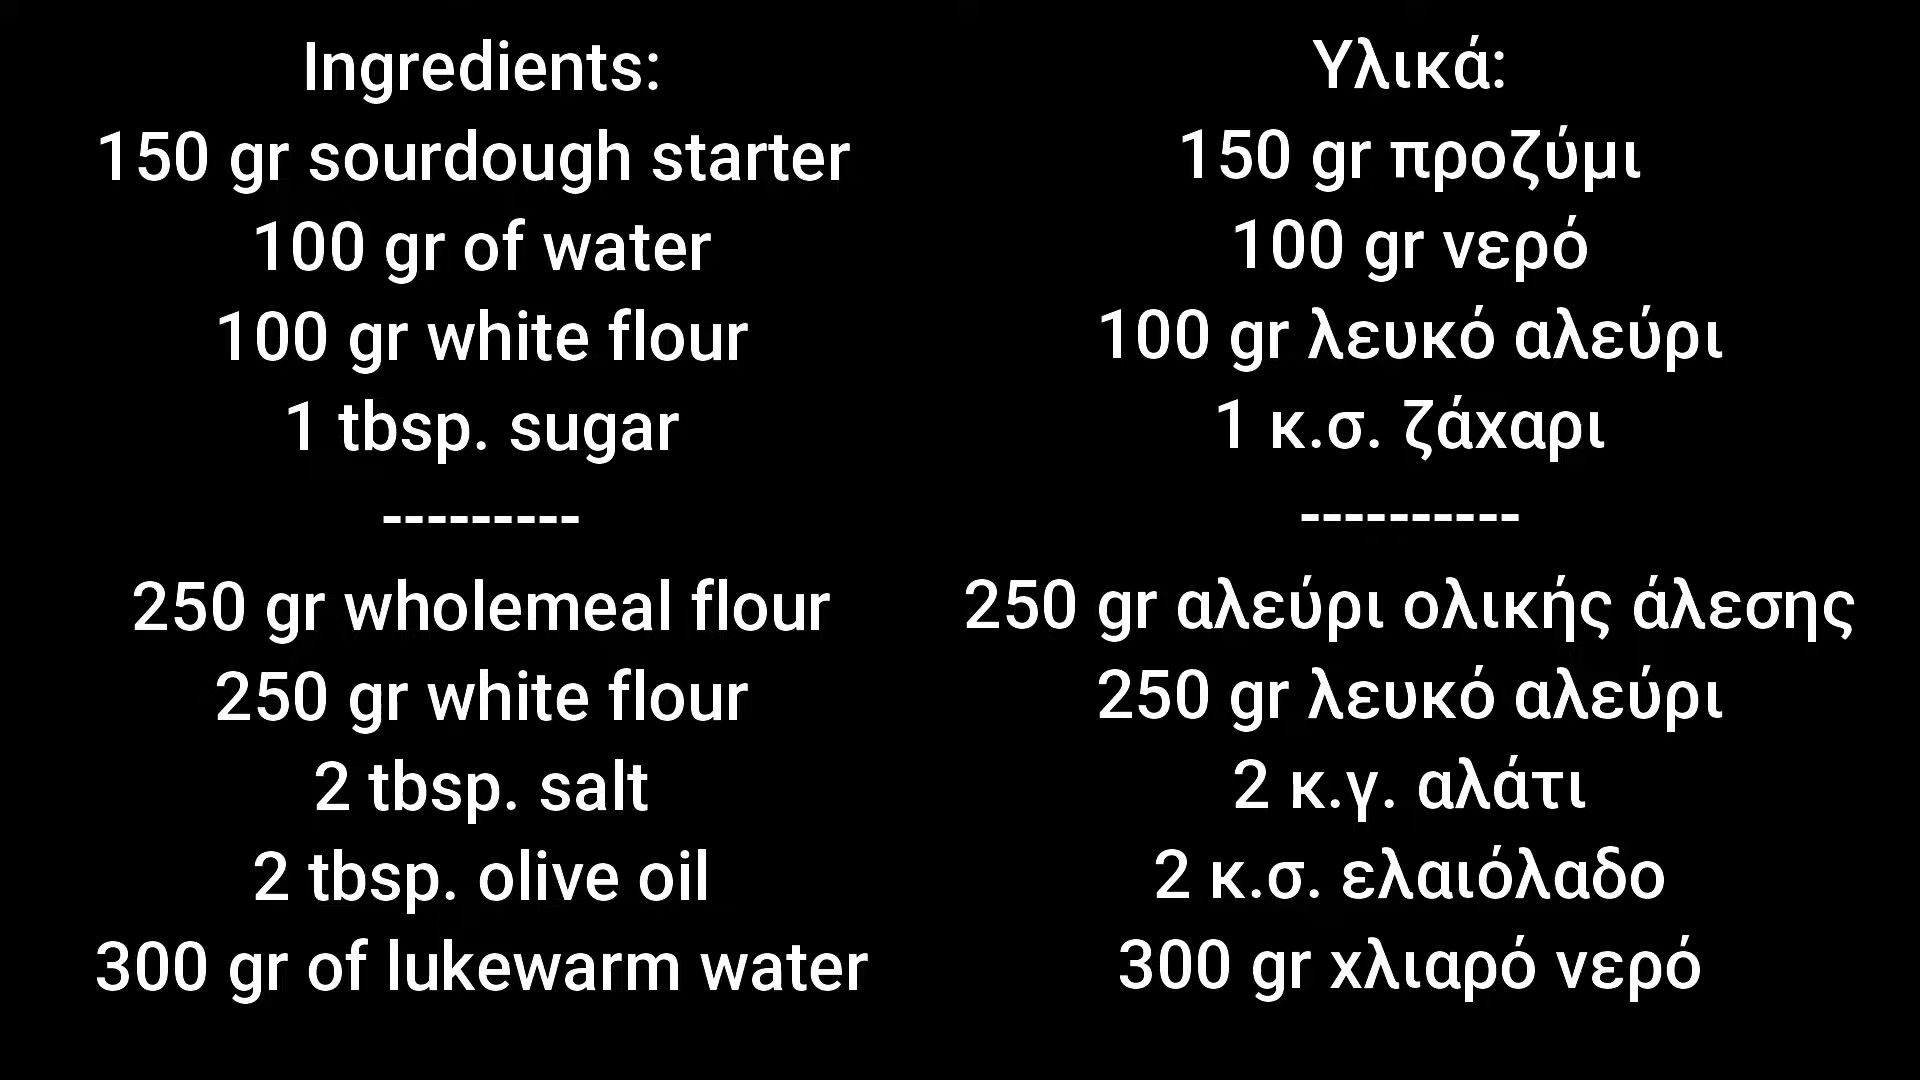 Ingredients:
150 gr sourdough starter
100 gr of water
100 gr white flour
1 tbsp. sugar
---------
250 gr wholemeal flour
250 gr white flour
2 tbsp. salt
2 tbsp. olive oil
300 gr of lukewarm water
Υλικά:
150 gr προζύμι
100 gr νερό
100 gr λευκό αλεύρι
1 κ.σ. ζάχαρι
----------
250 gr αλεύρι ολικής άλεσης
250 gr λευκό αλεύρι
2 κ.γ. αλάτι
2 κ.σ. ελαιόλαδο
300 gr χλιαρό νερό